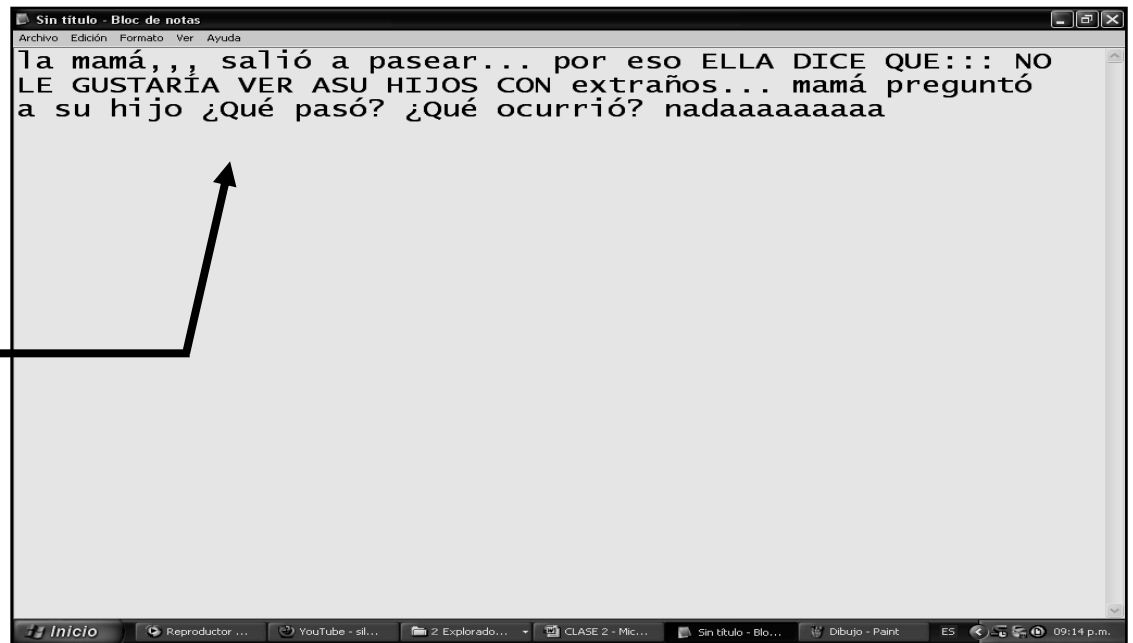 Sin título - Bloc de notas
Archivo Edición Formato Ver Ayuda
la mamá,,, salió a pasear... por eso ELLA DICE QUE::: NO
LE GUSTARÍA VER ASU HIJOS CON extraños... mamá preguntó
a su hijo ¿Qué pasó? ¿Qué ocurrió? nadaaaaaaaaa
Inicio Reproductor ... YouTube - sil... 2 Explorado... CLASE 2 - Mic... Sin título - Blo... Dibujo - Paint ES 09:14 p.m.